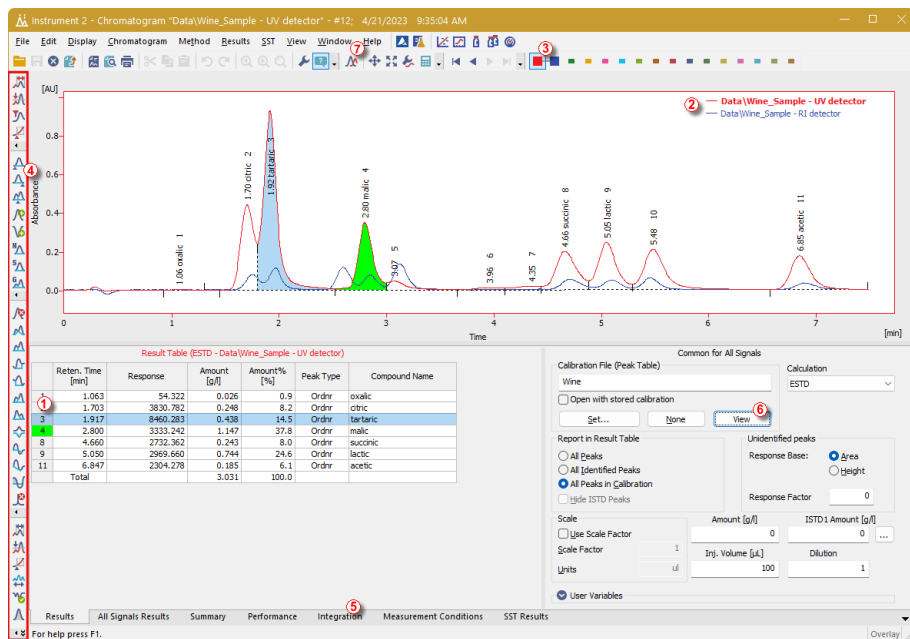 Instrument 2 - Chromatogram "Data\Wine_Sample - UV detector" - #12; 4/21/2023 9:35:04 AM
File Edit Display Chromatogram Method Results SST View Window Help
7
3
[AU]
2
Data\Wine_Sample - UV detector
Data\Wine_Sample - RI detector
4
Absorbance
0.8
0.6
0.4
0.2
0.0
1.06 oxalic 1
1.70 citric 2
1.92 tartaric 3
2.80 malic 4
3.07 5
3.96 6
4.35 7
4.66 succinic 8
5.05 lactic 9
5.48 10
6.85 acetic 11
0 1 2 3 4 5 6 7
Time
[min]
Result Table (ESTD - Data\Wine_Sample - UV detector)
Reten. Time [min] Response Amount [g/l] Amount% [%] Peak Type Compound Name
1 1.063 54.322 0.026 0.9 Ordnr oxalic
1.703 3830.782 0.248 8.2 Ordnr citric
3 1.917 8460.283 0.438 14.5 Ordnr tartaric
4 2.800 3333.242 1.147 37.8 Ordnr malic
8 4.660 2732.362 0.243 8.0 Ordnr succinic
9 5.050 2969.660 0.744 24.6 Ordnr lactic
11 6.847 2304.278 0.185 6.1 Ordnr acetic
Total 3.031 100.0
Common for All Signals
Calibration File (Peak Table)
Wine
Open with stored calibration
Set... None View
6
Calculation
ESTD
Report in Result Table
All Peaks
All Identified Peaks
All Peaks in Calibration
Hide ISTD Peaks
Unidentified peaks
Response Base: Area
Height
Response Factor 0
Scale
Use Scale Factor
Scale Factor 1
Units ul
Amount [g/l]
0
ISTD1 Amount [g/l]
0 ...
Inj. Volume [µL]
100
Dilution
1
User Variables
5
Results All Signals Results Summary Performance Integration Measurement Conditions SST Results
For help press F1.
Overlay